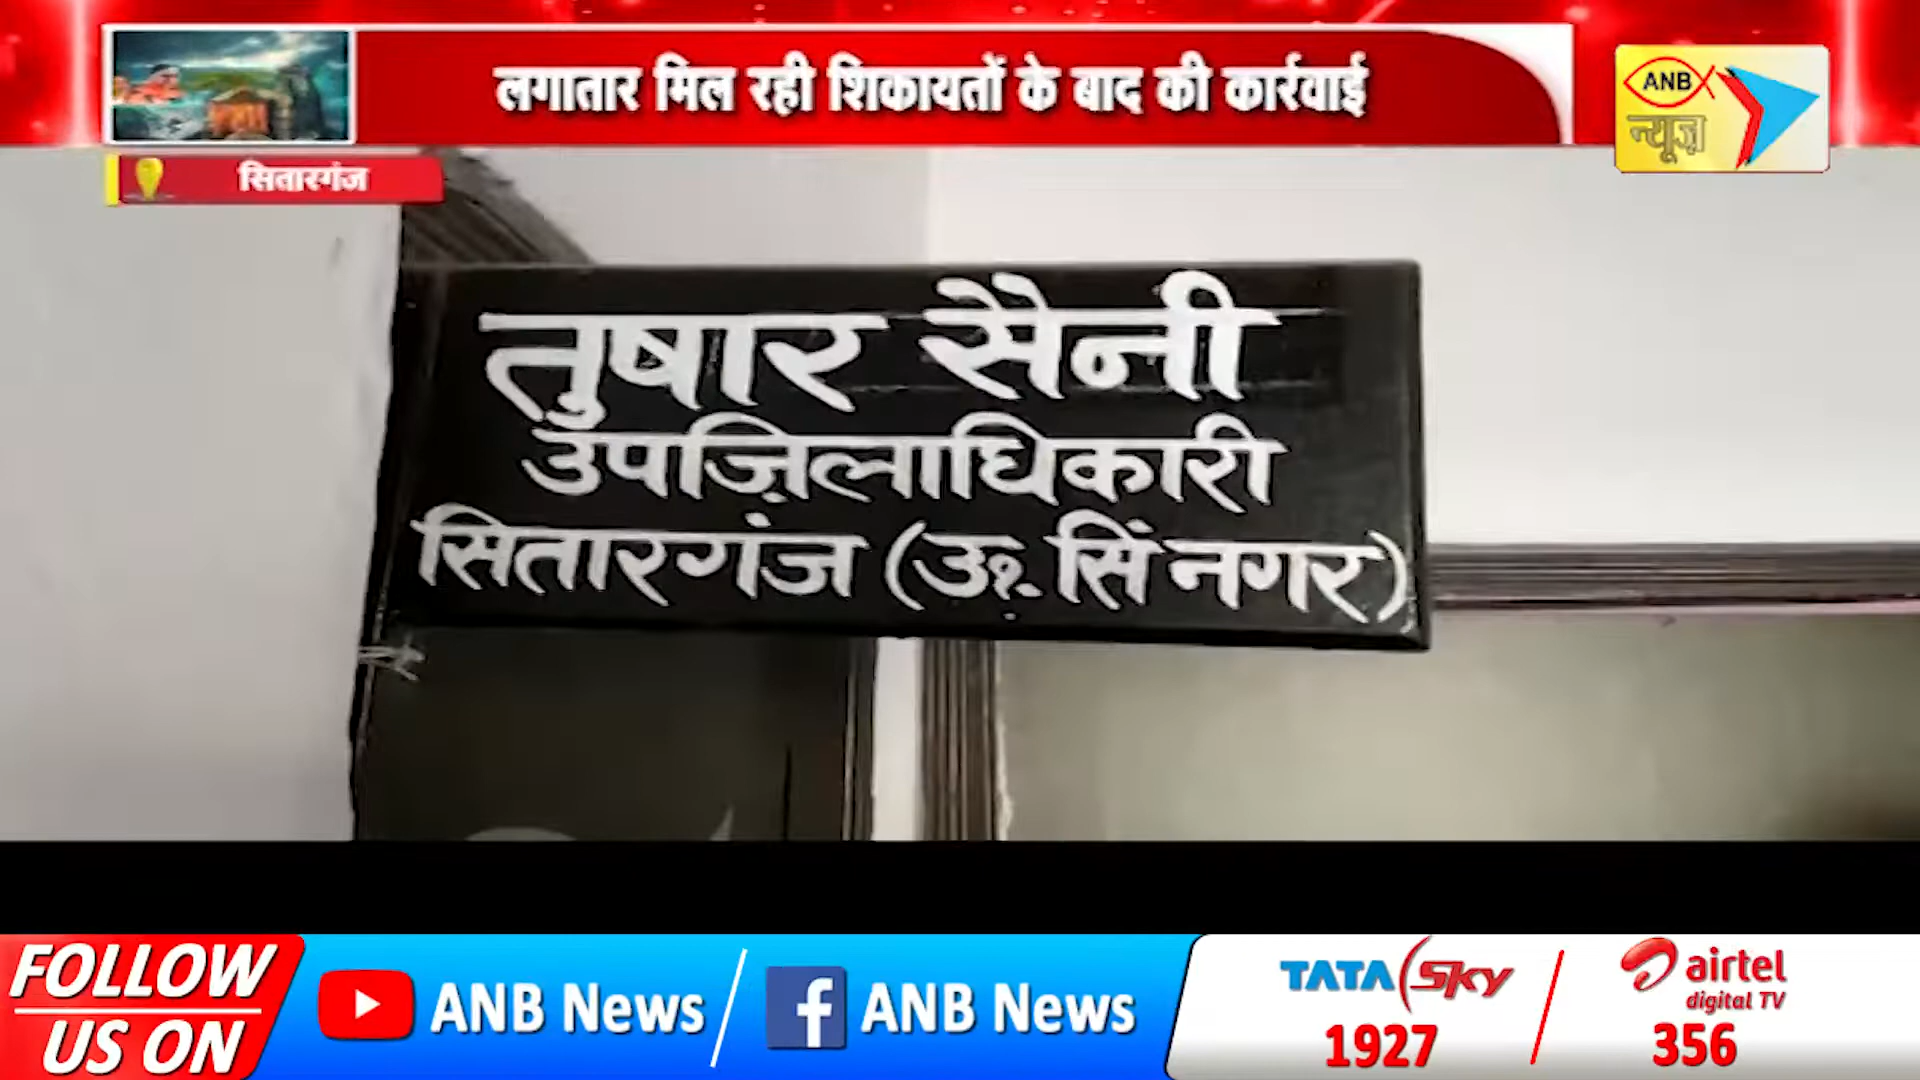 लगातार मिल रही शिकायतों के बाद की कार्रवाई
ANB
न्यूज़
सितारगंज
तुषार सैनी
उपज़िलाधिकारी
सितारगंज (ऊ. सिं नगर)
FOLLOW
US ON
ANB News
ANB News
TATA Sky
1927
airtel
digital TV
356